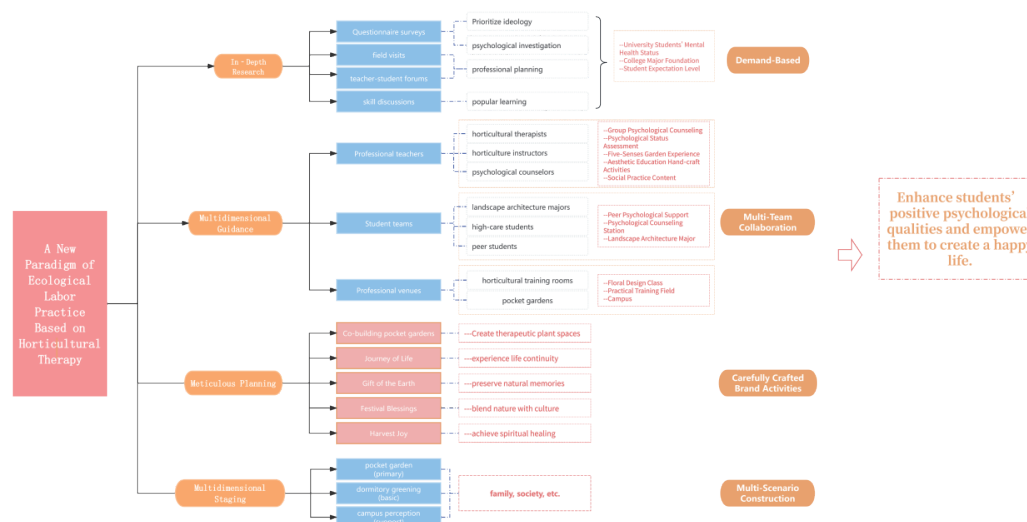 A New
Paradigm of
Ecological
Labor
Practice
Based on
Horticultural
Therapy
In-Depth
Research
Questionnaire surveys
field visits
teacher-student forums
skill discussions
Prioritize ideology
psychological investigation
professional planning
popular learning
--University Students' Mental
Health Status
--College Major Foundation
--Student Expectation Level
Demand-Based
Multidimensional
Guidance
Professional teachers
horticultural therapists
horticulture instructors
psychological counselors
--Group Psychological Counseling
--Psychological Status
Assessment
--Five-Senses Garden Experience
--Aesthetic Education Hand-craft
Activities
--Social Practice Content
Student teams
landscape architecture majors
high-care students
peer students
--Peer Psychological Support
--Psychological Counseling
Station
--Landscape Architecture Major
Multi-Team
Collaboration
Professional venues
horticultural training rooms
pocket gardens
--Floral Design Class
--Practical Training Field
--Campus
Meticulous Planning
Co-building pocket gardens
---Create therapeutic plant spaces
Journey of Life
---experience life continuity
Gift of the Earth
---preserve natural memories
Festival Blessings
---blend nature with culture
Harvest Joy
---achieve spiritual healing
Carefully Crafted
Brand Activities
Multidimensional
Staging
pocket garden
(primary)
dormitory greening
(batic)
campus perception
family, society, etc.
Multi-Scenario
Construction
Enhance students'
positive psychological
qualities and empower
them to create a happy
life.